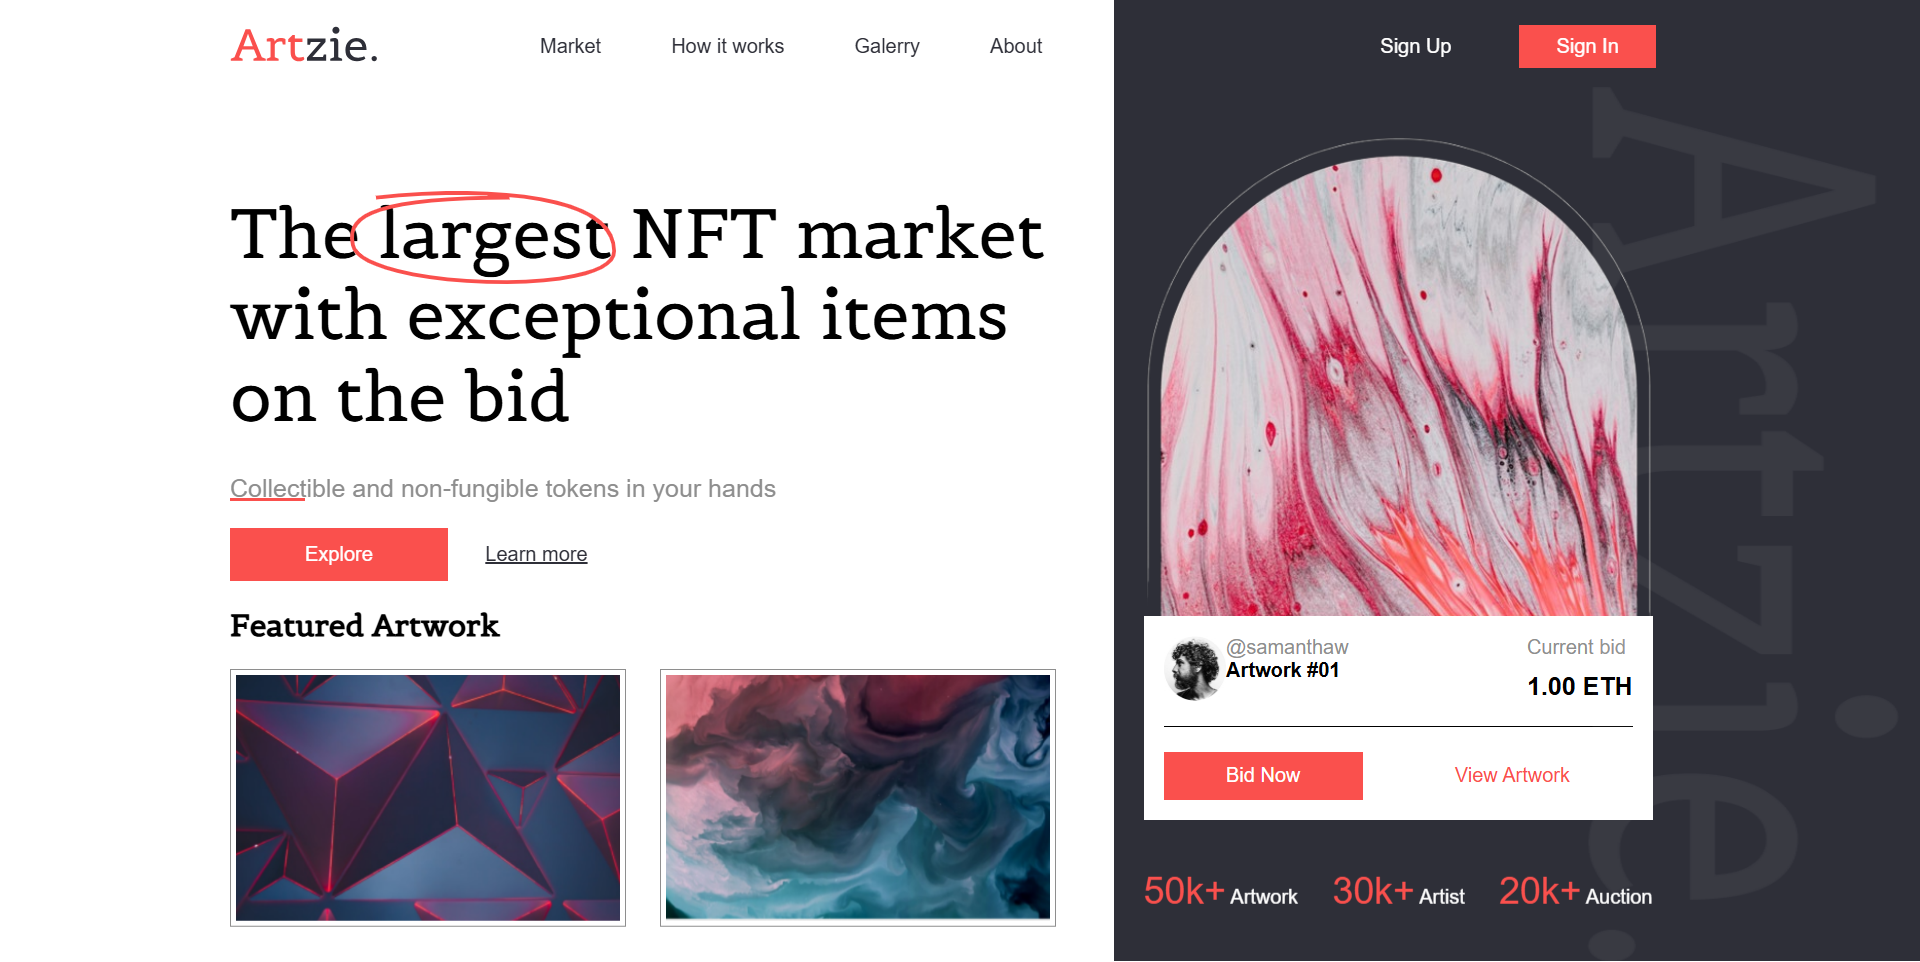 Artzie.
Market
How it works
Galerry
About
Sign Up
Sign In
The largest NFT market
with exceptional items
on the bid
Collectible and non-fungible tokens in your hands
Explore
Learn more
Featured Artwork
Artzie.
@samanthaw
Artwork #01
Current bid
1.00 ETH
Bid Now
View Artwork
50k+ Artwork
30k+ Artist
20k+ Auction